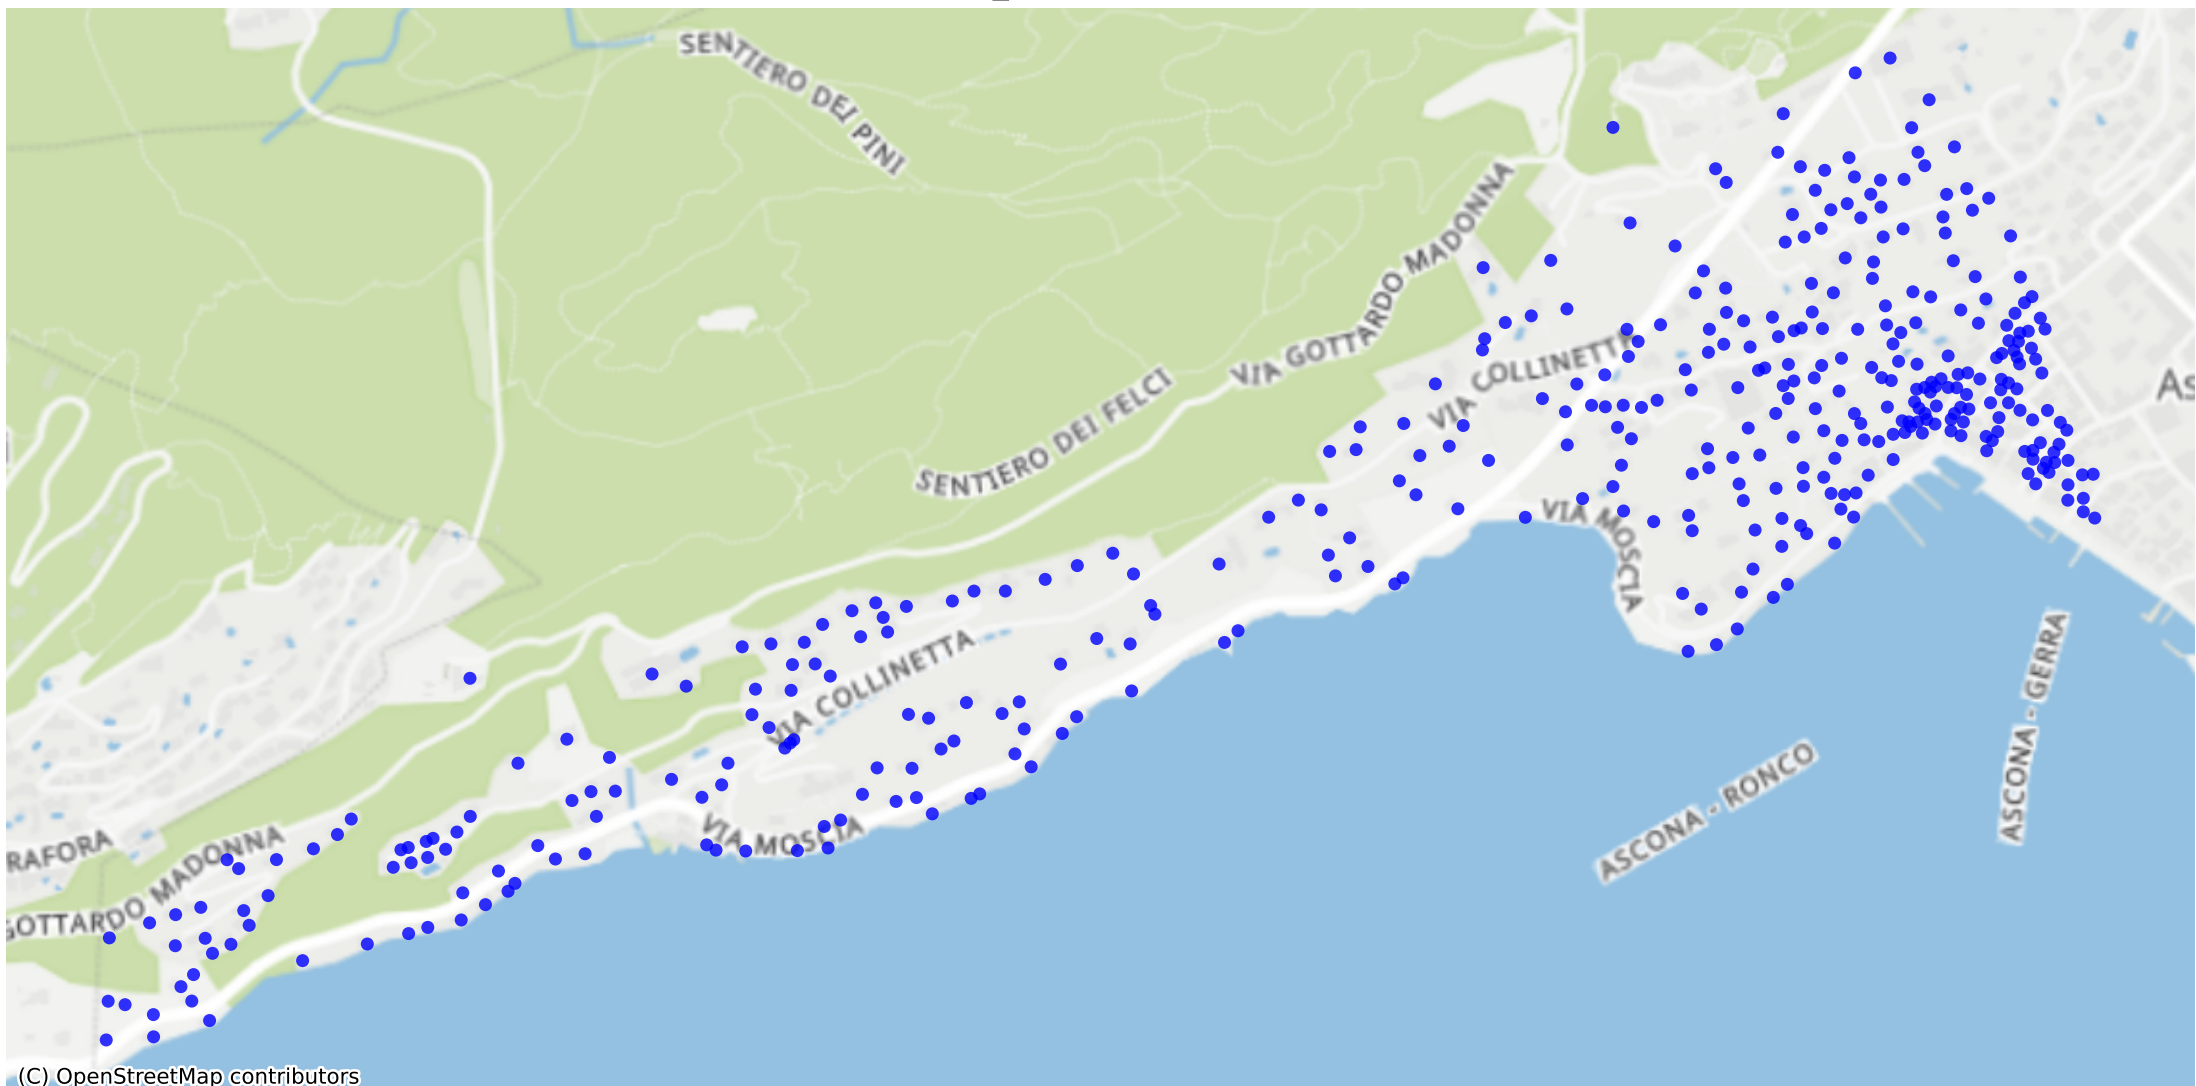 SENTIERO DEI PINI
VIA GOTTARDO MADONNA
VIA COLLINETTA
As
SENTIERO DEI FELCI
VIA MOSCIA
VIA COLLINETTA
ASCONA - GERRA
ASCONA - RONCO
VIA MOSCIA
RAFORA
GOTTARDO MADONNA
(C) OpenStreetMap contributors